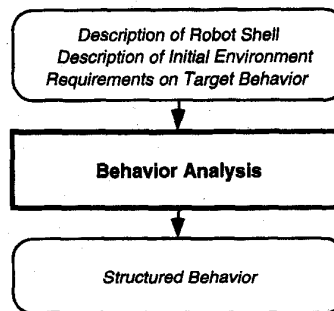 Description of Robot Shell
Description of Initial Environment
Requirements on Target Behavior
Behavior Analysis
Structured Behavior